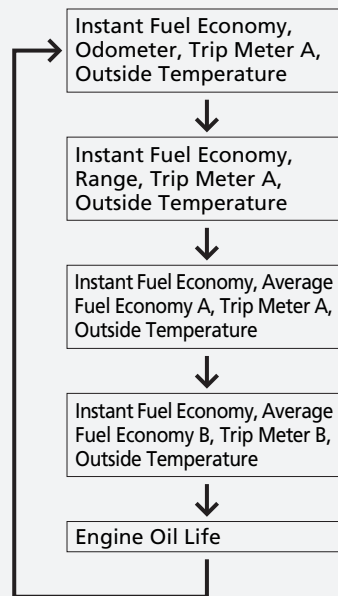 Instant Fuel Economy,
Odometer, Trip Meter A,
Outside Temperature
Instant Fuel Economy,
Range, Trip Meter A,
Outside Temperature
Instant Fuel Economy, Average
Fuel Economy A, Trip Meter A,
Outside Temperature
Instant Fuel Economy, Average
Fuel Economy B, Trip Meter B,
Outside Temperature
Engine Oil Life